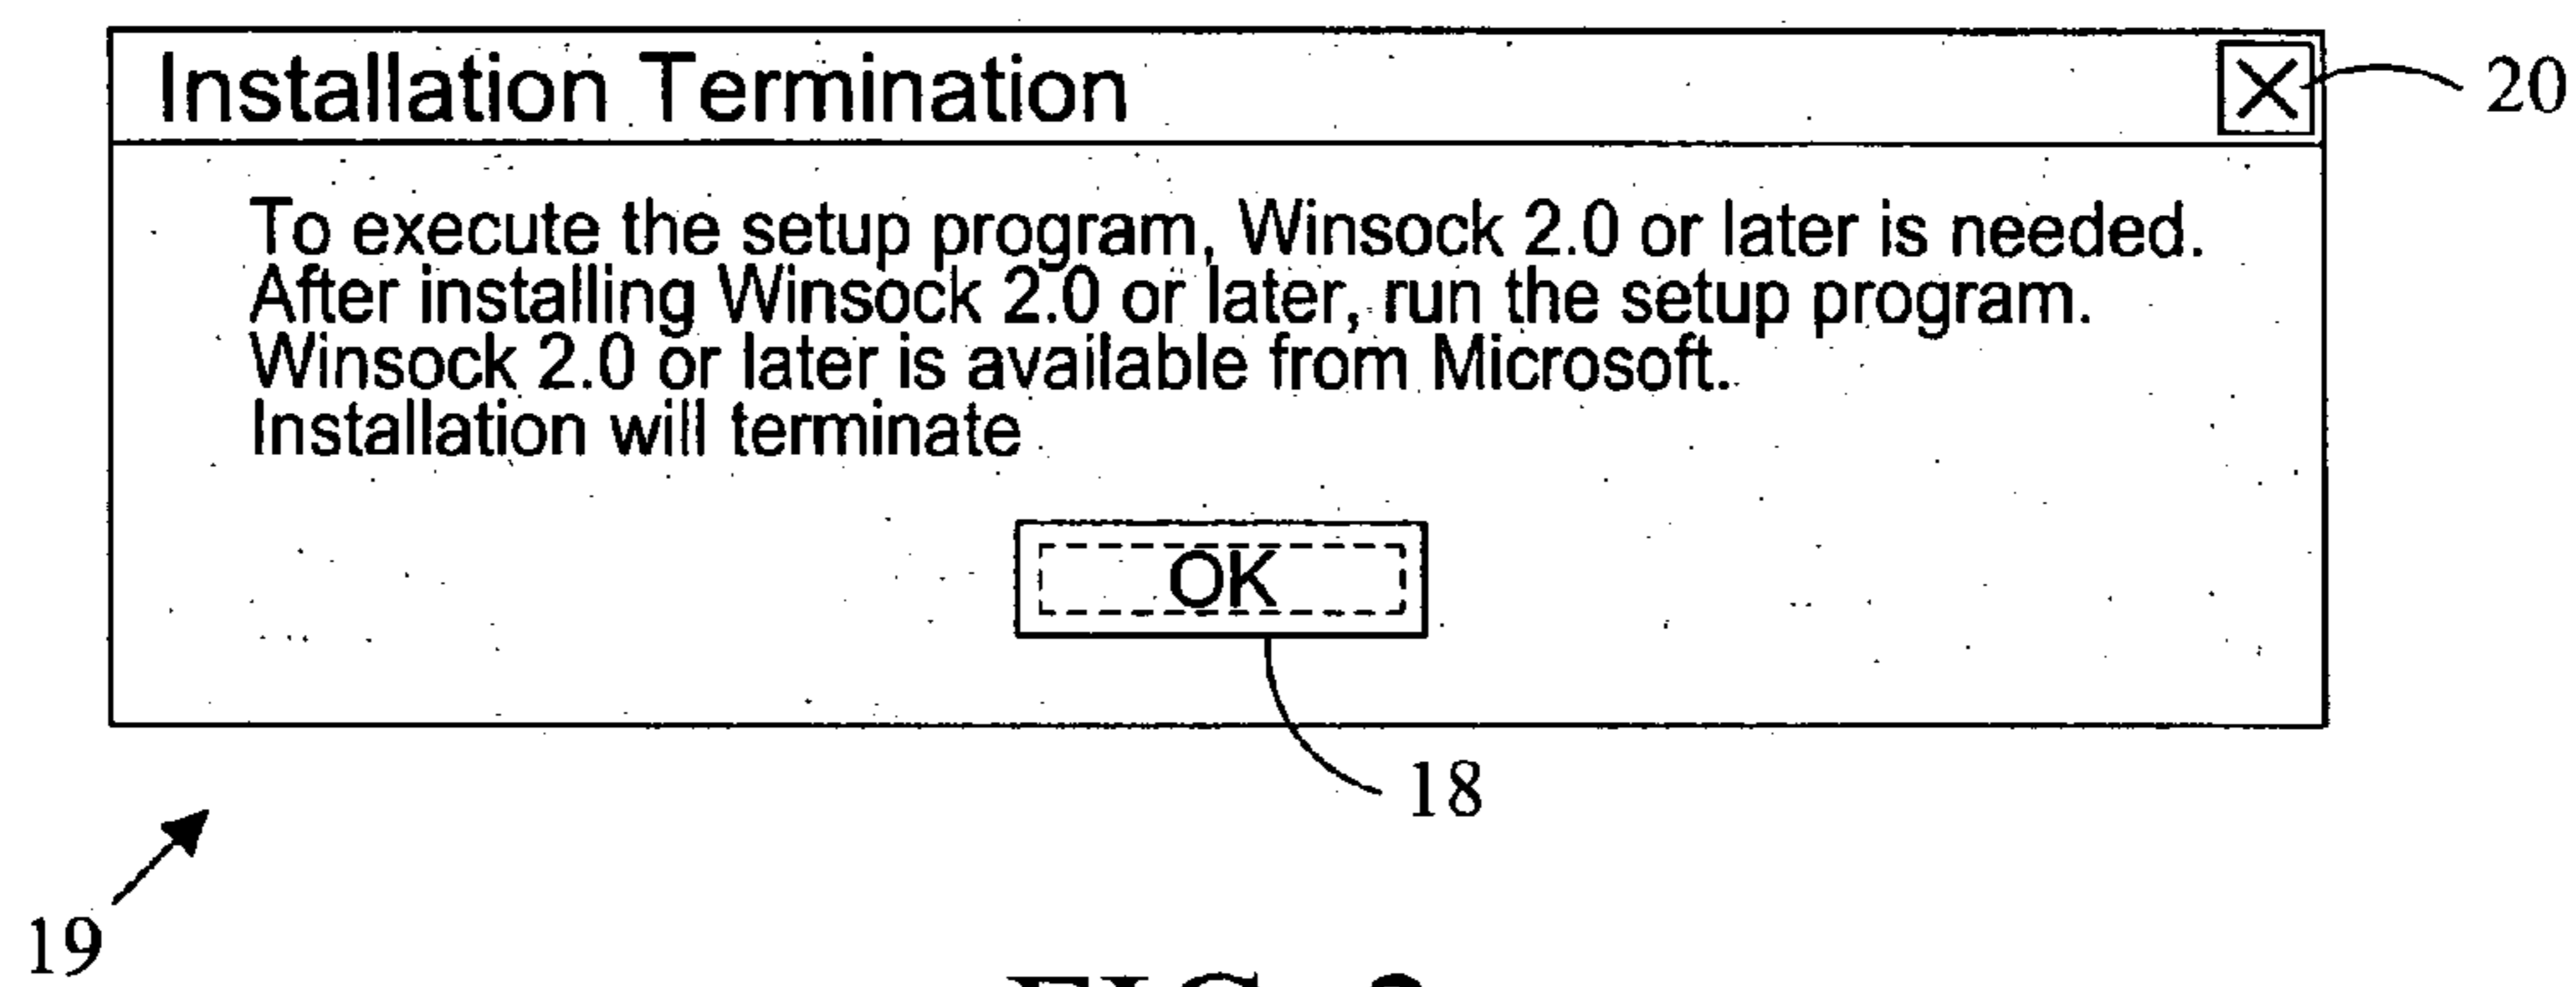 Installation Termination
20
To execute the setup program, Winsock 2.0 or later is needed.
After installing Winsock 2.0 or later, run the setup program.
Winsock 2.0 or later is available from Microsoft.
Installation will terminate
OK
18
19